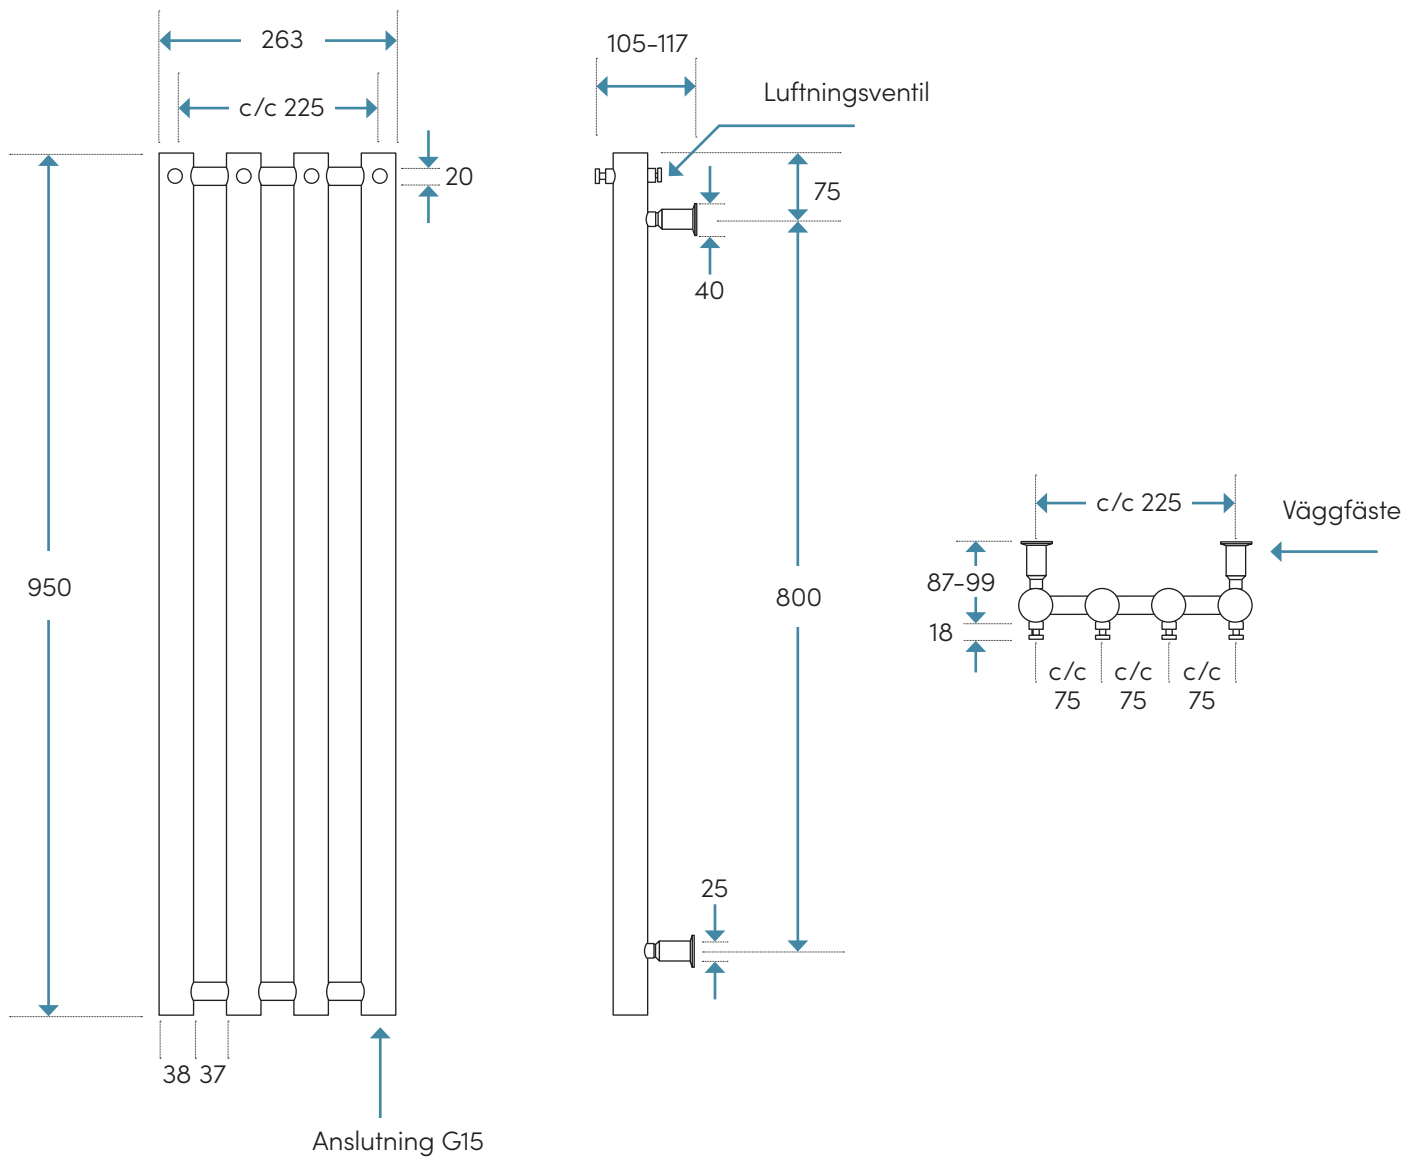 263
c/c 225
20
950
38 37
Anslutning G15
105-117
Luftningsventil
75
40
800
25
c/c 225
Väggfäste
87-99
18
c/c 75
c/c 75
c/c 75